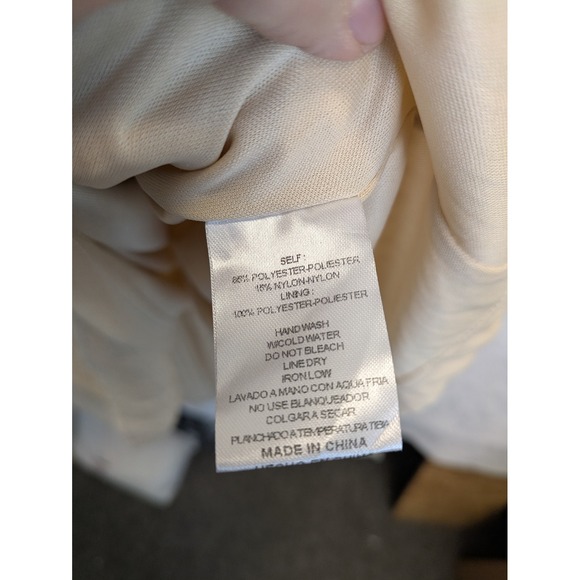 SELF :
85% POLYESTER-POLIESTER
15% NYLON-NYLON
LINING :
100% POLYESTER-POLIESTER
HAND WASH
W/COLD WATER
DO NOT BLEACH
LINE DRY
IRON LOW
LAVADO A MANO CON AQUA FRIA
NO USE BLANQUEADOR
COLGAR A SECAR
PLANCHADO A TEMPERATURA TIBIA
MADE IN CHINA